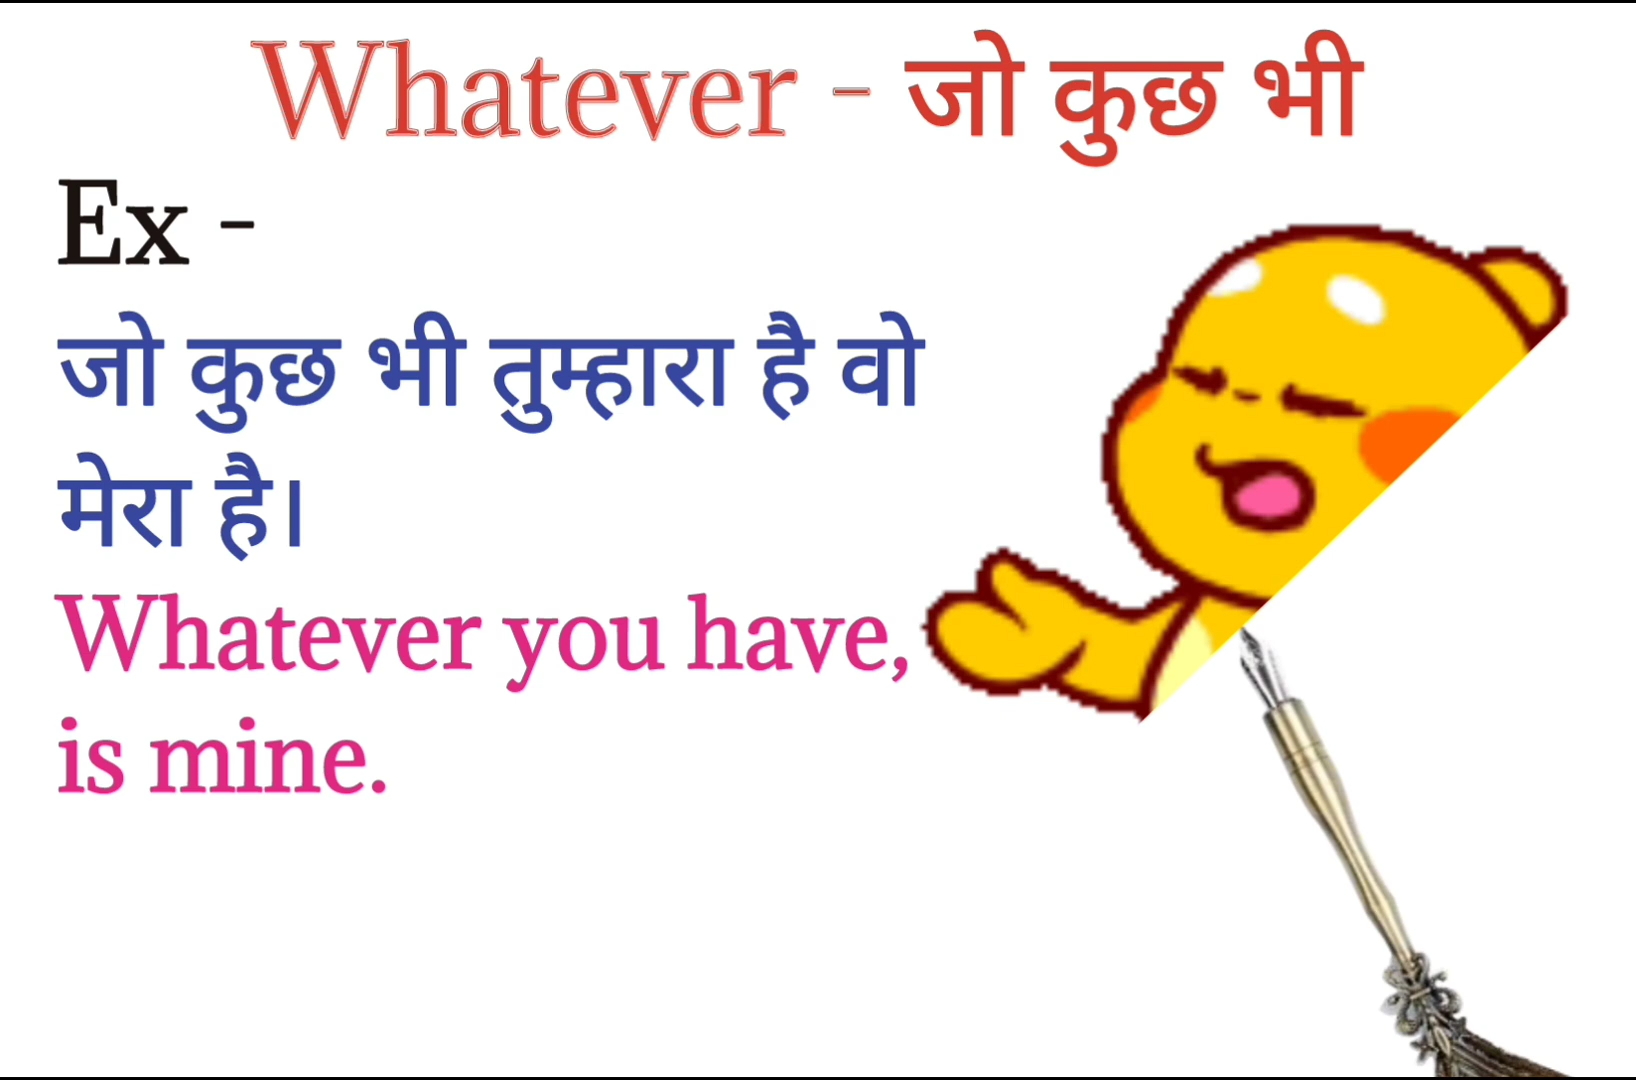 Whatever - जो कुछ भी
Ex -
जो कुछ भी तुम्हारा है वो
मेरा है।
Whatever you have,
is mine.